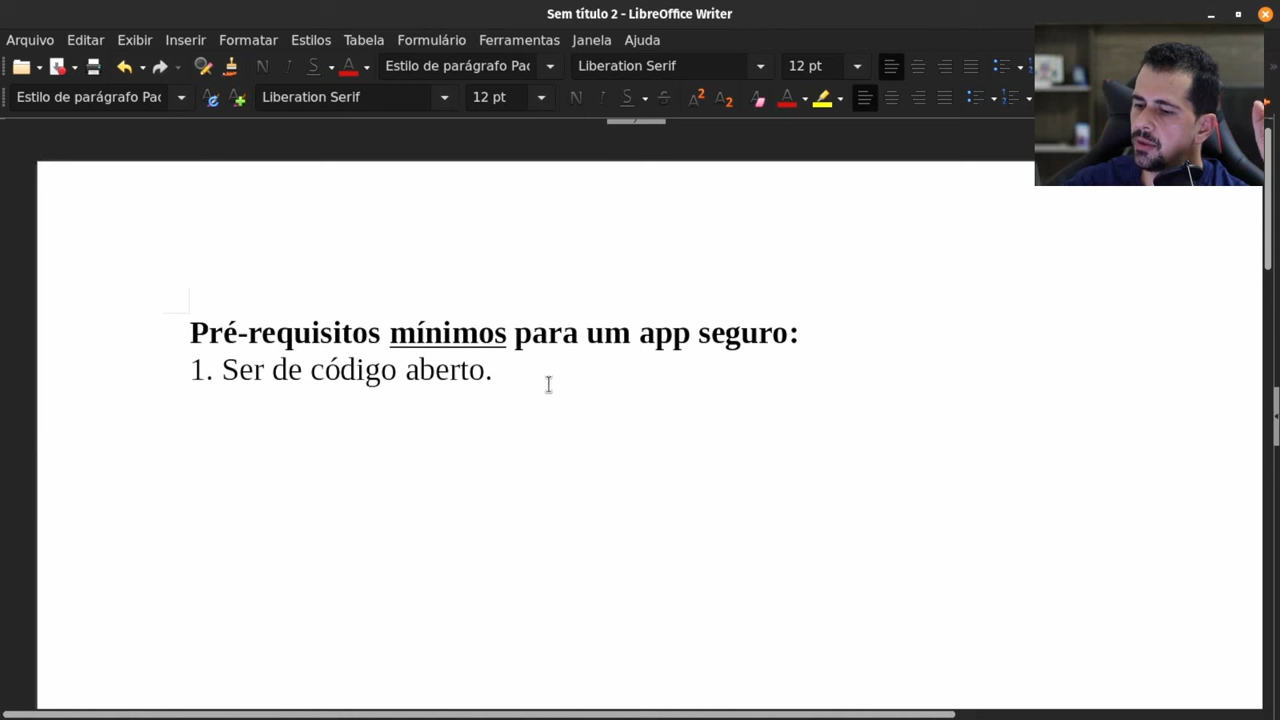 Sem título 2 - LibreOffice Writer
Arquivo Editar Exibir Inserir Formatar Estilos Tabela Formulário Ferramentas Janela Ajuda
Estilo de parágrafo Pad Liberation Serif 12 pt
Estilo de parágrafo Pad Liberation Serif 12 pt
Pré-requisitos mínimos para um app seguro:
1. Ser de código aberto.